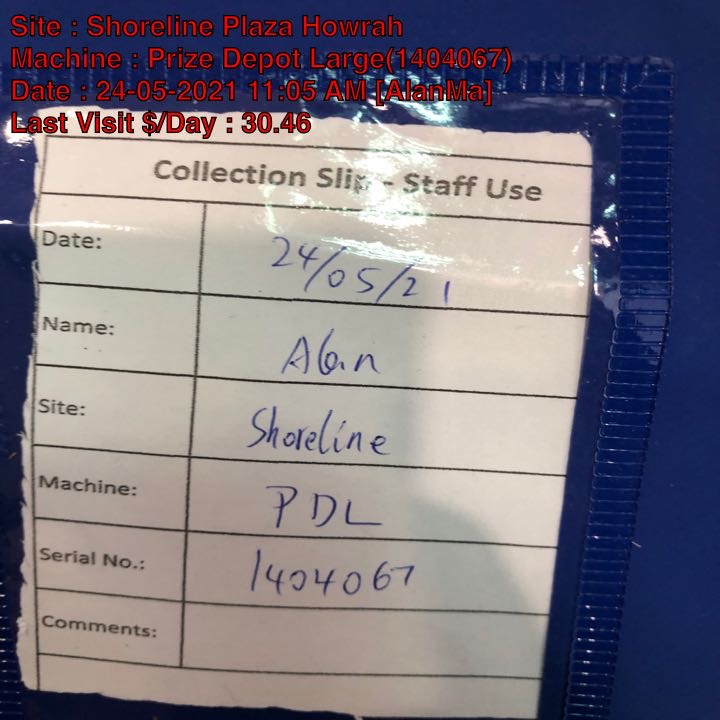 Site : Shoreline Plaza Howrah
Machine : Prize Depot Large(1404067)
Date : 24-05-2021 11:05 AM [AlanMa]
Last Visit $/Day : 30.46
Collection Slip - Staff Use
Date: 24/05/21
Name: Alan
Site: Shoreline
Machine: PDL
Serial No.: 1404067
Comments: